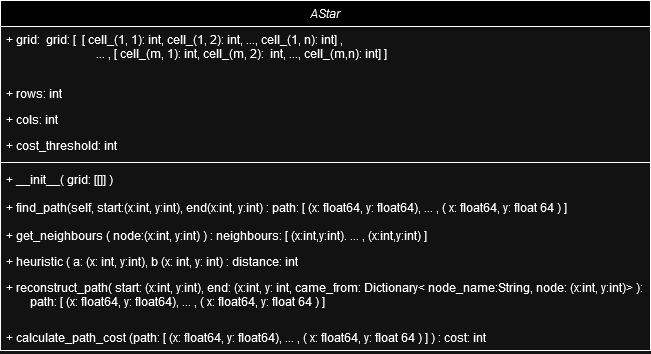 AStar
+ grid: grid: [ [ cell_(1, 1): int, cell_(1, 2): int, ..., cell_(1, n): int] ,
... , [ cell_(m, 1): int, cell_(m, 2): int, ..., cell_(m,n): int] ]
+ rows: int
+ cols: int
+ cost_threshold: int
+ __init__( grid: [[]] )
+ find_path(self, start:(x:int, y:int), end(x:int, y:int) : path: [ (x: float64, y: float64), ... , ( x: float64, y: float 64 ) ]
+ get_neighbours ( node:(x:int, y:int) ) : neighbours: [ (x:int,y:int). ... , (x:int,y:int) ]
+ heuristic ( a: (x: int, y:int), b (x: int, y: int) : distance: int
+ reconstruct_path( start: (x:int, y:int), end: (x:int, y: int, came_from: Dictionary< node_name:String, node: (x:int, y:int)> ):
path: [ (x: float64, y: float64), ... , ( x: float64, y: float 64 ) ]
+ calculate_path_cost (path: [ (x: float64, y: float64), ... , ( x: float64, y: float 64 ) ] ) : cost: int